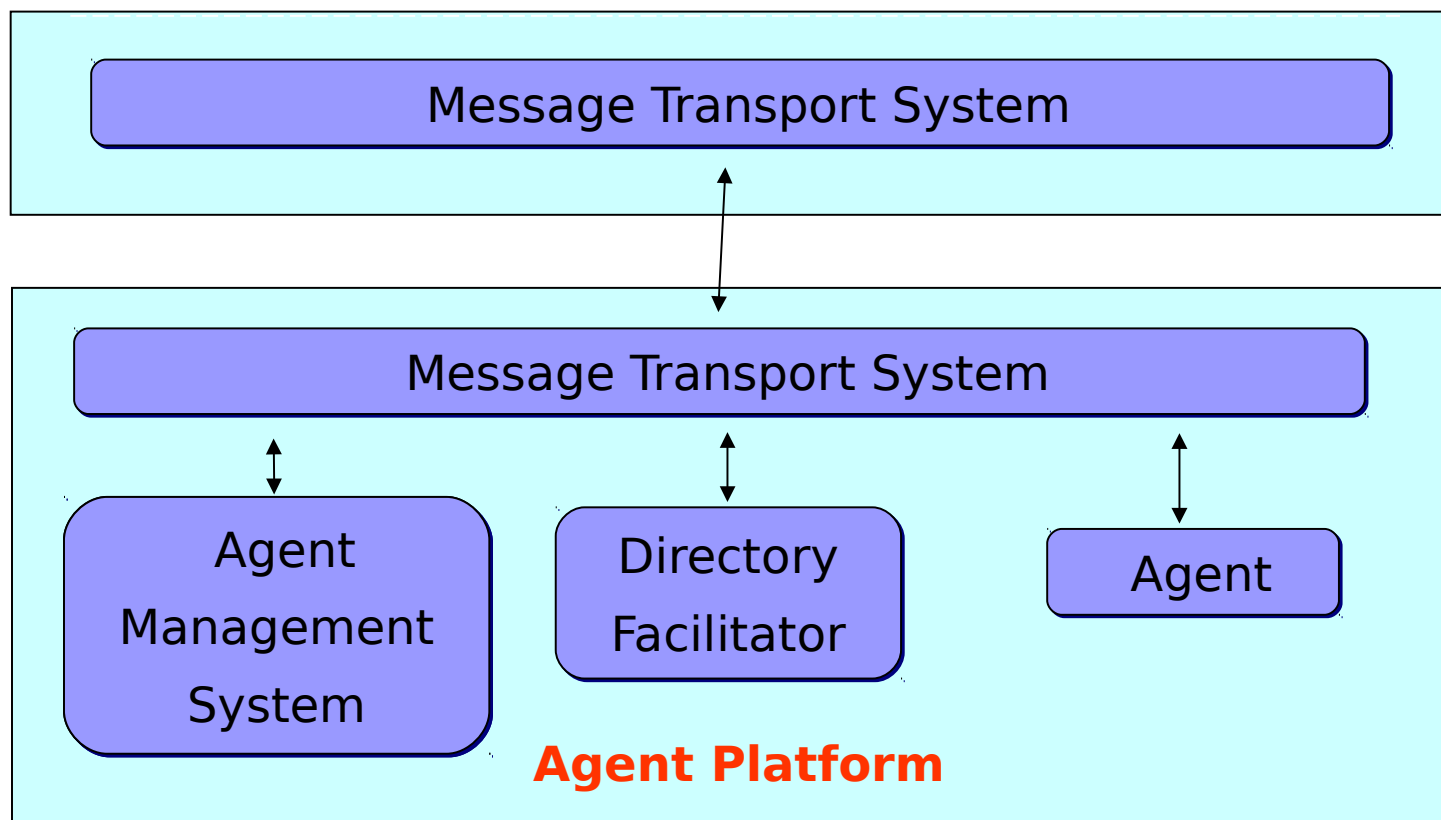 Message Transport System
Message Transport System
Agent
Management
System
Directory
Facilitator
Agent
Agent Platform